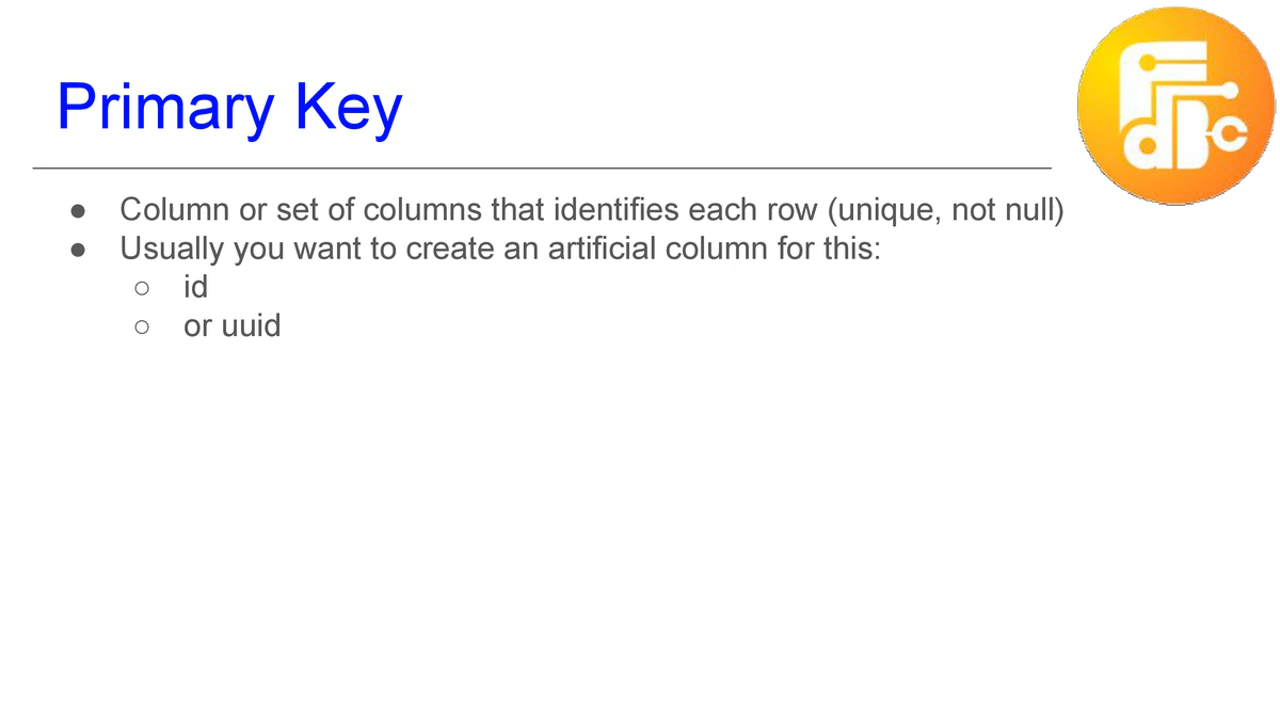 Primary Key
● Column or set of columns that identifies each row (unique, not null)
● Usually you want to create an artificial column for this:
○ id
○ or uuid